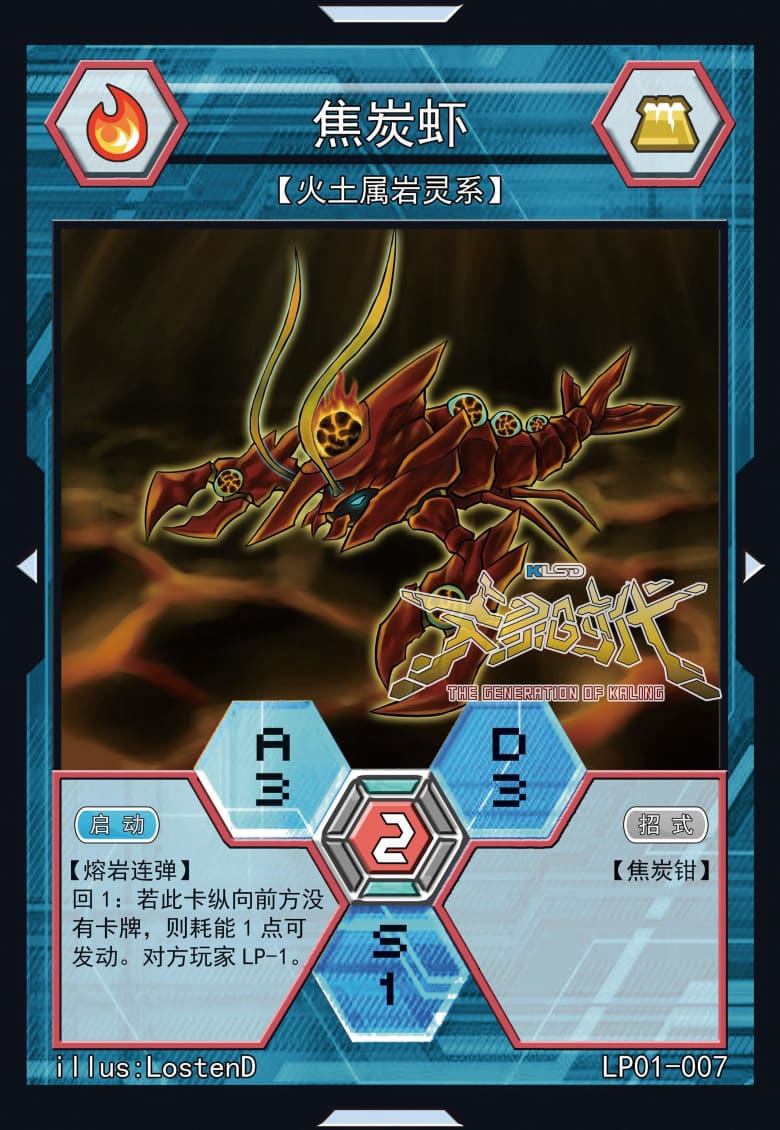 焦炭虾
【火土属岩灵系】
KLSD
卡灵时代
THE GENERATION OF KALING
A
3
D
3
2
S
1
启动
【熔岩连弹】
回1：若此卡纵向前方没
有卡牌，则耗能1点可
发动。对方玩家LP-1。
招式
【焦炭钳】
illus:LostenD
LP01-007